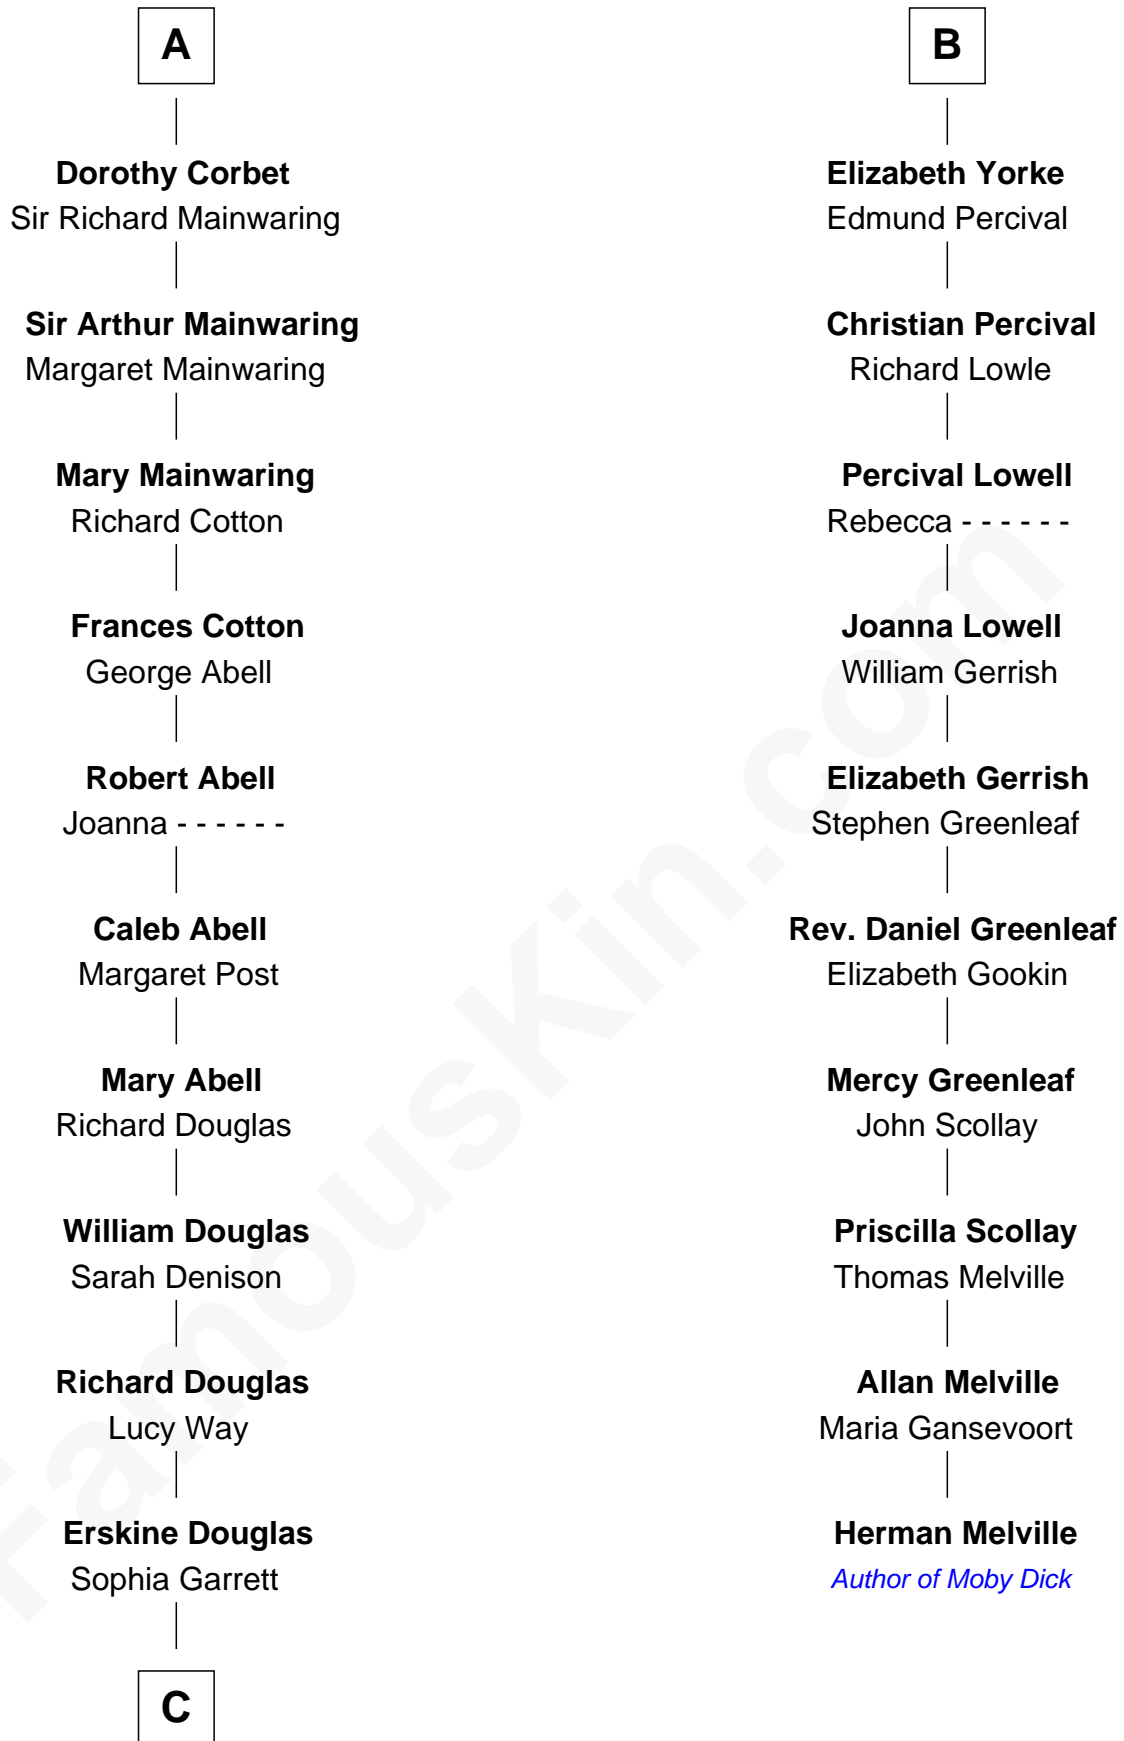 A
Dorothy Corbet
Sir Richard Mainwaring
Sir Arthur Mainwaring
Margaret Mainwaring
Mary Mainwaring
Richard Cotton
Frances Cotton
George Abell
Robert Abell
Joanna - - - - - -
Caleb Abell
Margaret Post
Mary Abell
Richard Douglas
William Douglas
Sarah Denison
Richard Douglas
Lucy Way
Erskine Douglas
Sophia Garrett
C
B
Elizabeth Yorke
Edmund Percival
Christian Percival
Richard Lowle
Percival Lowell
Rebecca - - - - - -
Joanna Lowell
William Gerrish
Elizabeth Gerrish
Stephen Greenleaf
Rev. Daniel Greenleaf
Elizabeth Gookin
Mercy Greenleaf
John Scollay
Priscilla Scollay
Thomas Melville
Allan Melville
Maria Gansevoort
Herman Melville
Author of Moby Dick
FamousKin.com